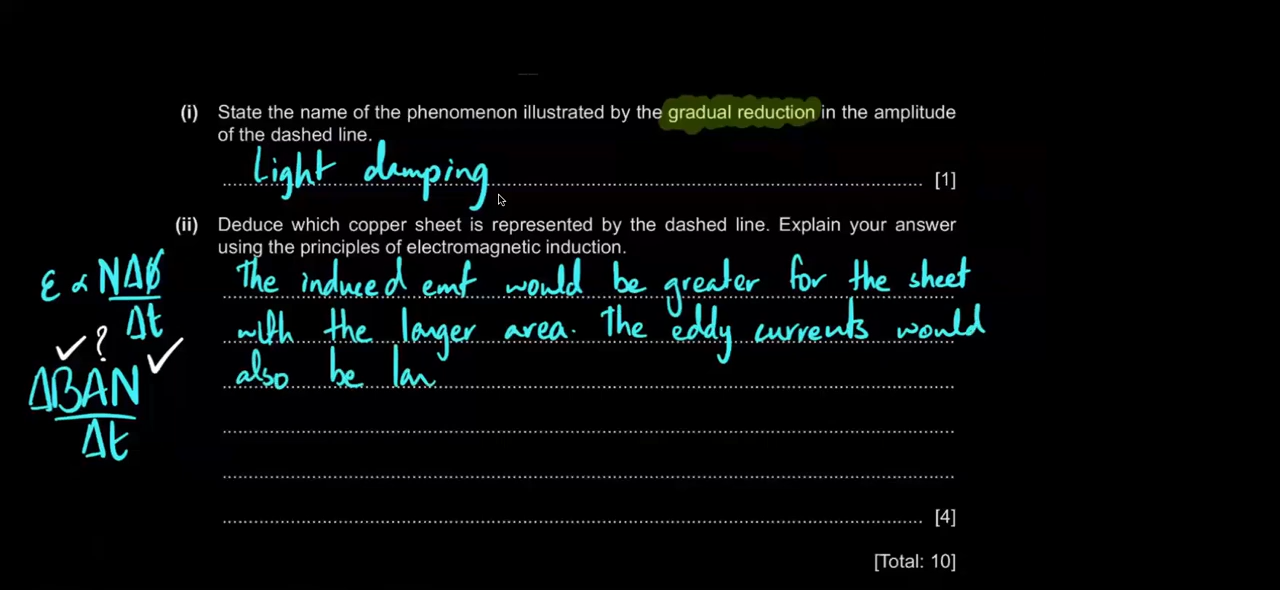 (i) State the name of the phenomenon illustrated by the gradual reduction in the amplitude
of the dashed line.
Light damping [1]
(ii) Deduce which copper sheet is represented by the dashed line. Explain your answer
using the principles of electromagnetic induction.
The induced emf would be greater for the sheet
with the larger area. The eddy currents would
also be lar
[4]
[Total: 10]
ε ∝ NΔϕ
Δt
✓ ? ✓
ΔBAN
Δt